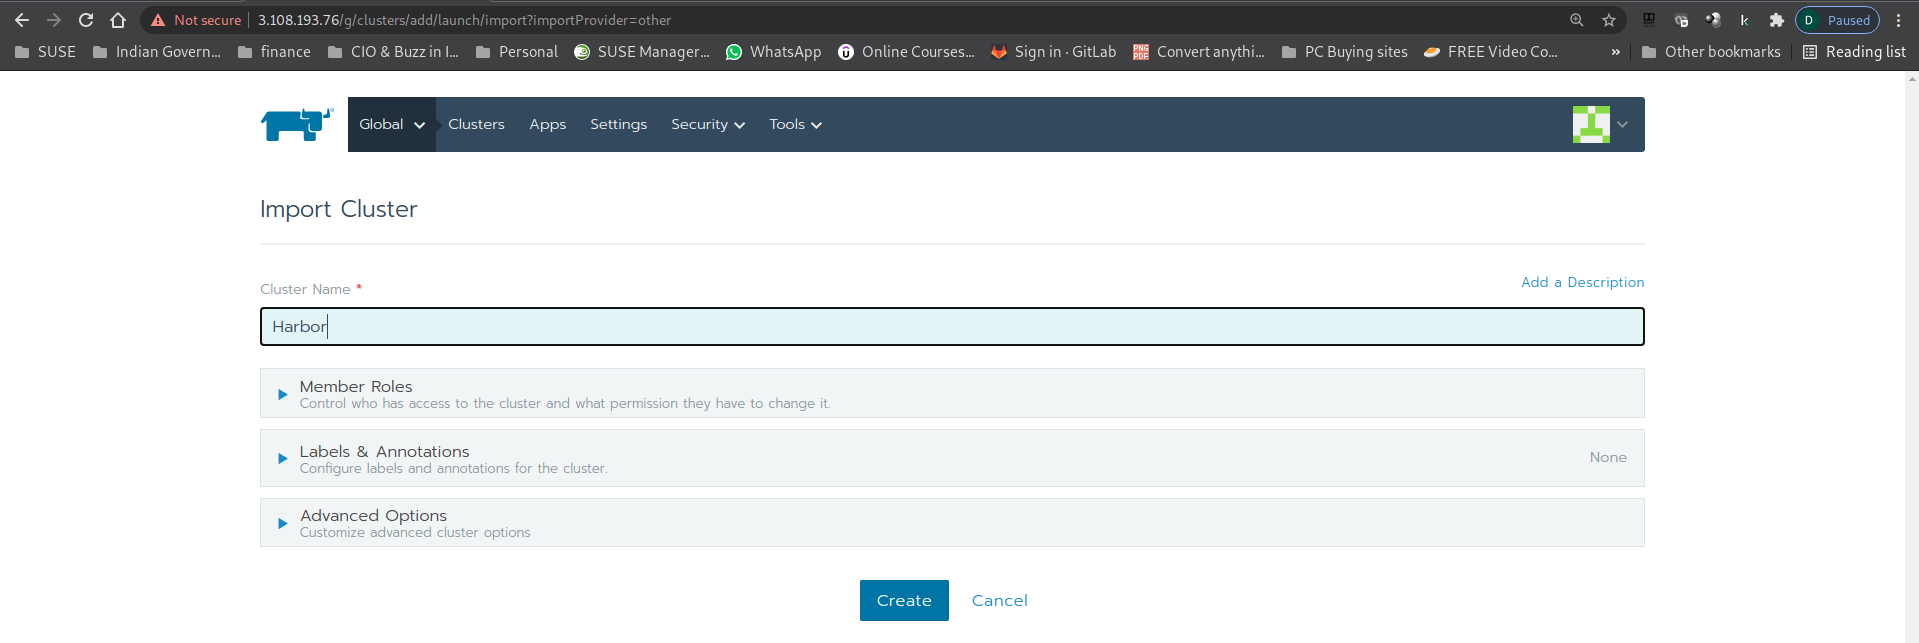 Not secure 3.108.193.76/g/clusters/add/launch/import?importProvider=other D Paused
SUSE Indian Govern... finance CIO & Buzz in I... Personal SUSE Manager... WhatsApp Online Courses... Sign in · GitLab PNG PDF Convert anythi... PC Buying sites FREE Video Co... » Other bookmarks Reading list
Global Clusters Apps Settings Security Tools
Import Cluster
Cluster Name * Add a Description
Harbor
Member Roles
Control who has access to the cluster and what permission they have to change it.
Labels & Annotations
Configure labels and annotations for the cluster.
None
Advanced Options
Customize advanced cluster options
Create Cancel